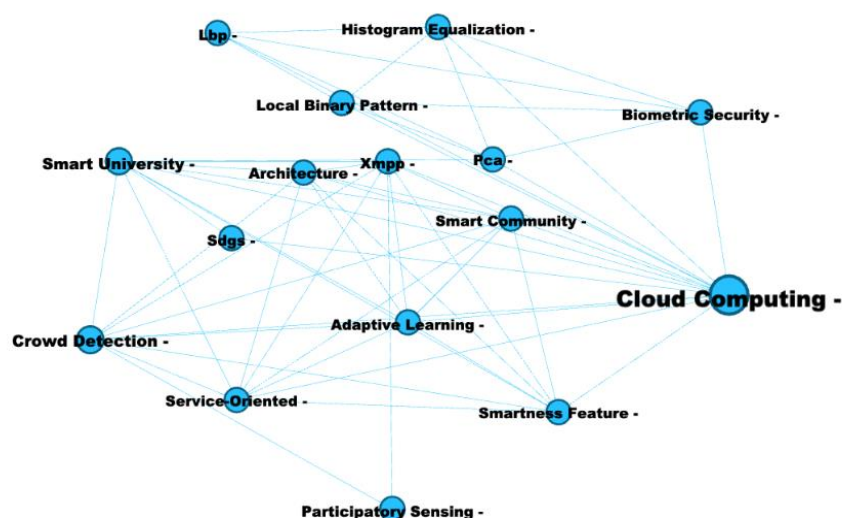 Lbp -
Histogram Equalization -
Local Binary Pattern -
Biometric Security -
Smart University -
Architecture -
Xmpp -
Pca -
Smart Community -
Sdgs -
Cloud Computing -
Crowd Detection -
Adaptive Learning -
Service-Oriented -
Smartness Feature -
Participatory Sensing -